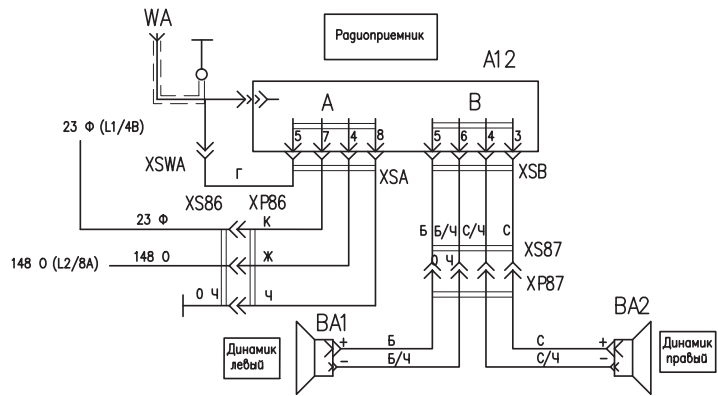 WA
Радиоприемник
A12
A
B
23 Ф (L1/4B)
5
7
4
8
5
6
4
3
XSWA
Г
XSA
XSB
XS86
XP86
23 Ф
К
Б
Б/Ч
С/Ч
С
148 О (L2/8A)
148 О
Ж
О Ч
XS87
XP87
О Ч
Ч
BA1
BA2
Динамик
левый
+
Б
С
+
Динамик
правый
−
Б/Ч
С/Ч
−